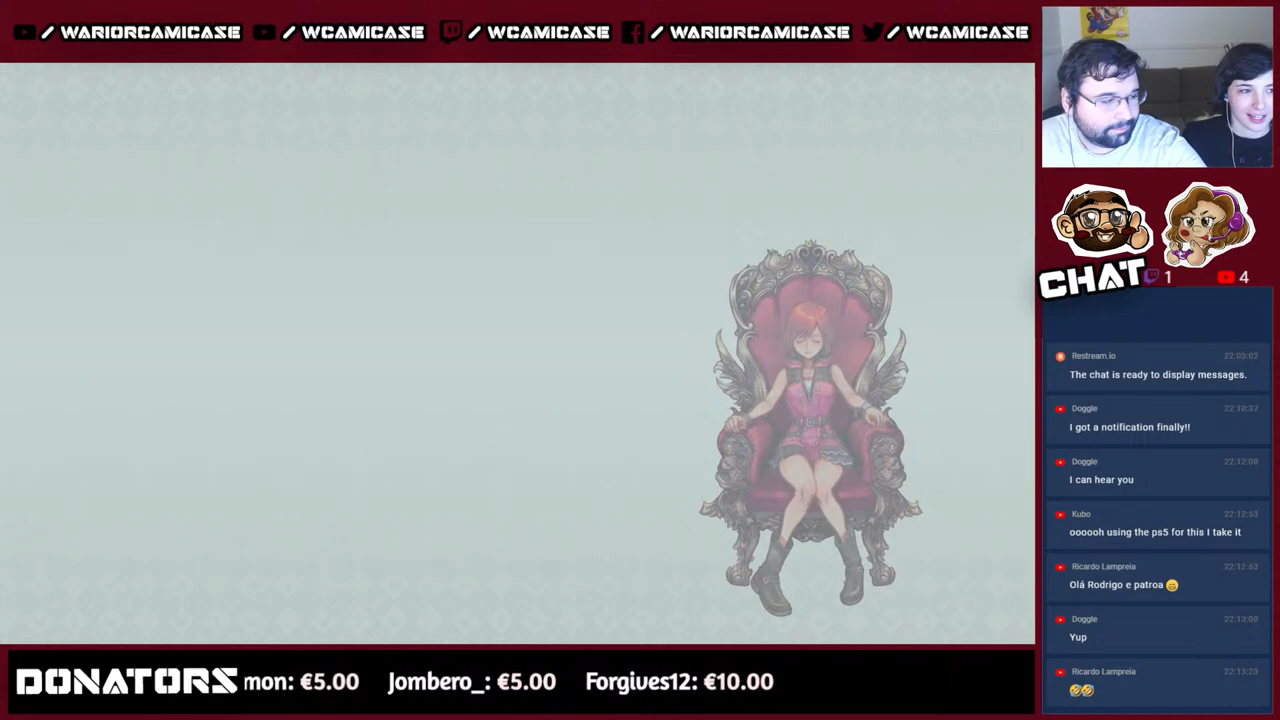 / WARIORCAMICASE / WCAMICASE / WCAMICASE / WARIORCAMICASE / WCAMICASE
CHAT 1 4
Restream.io 22:03:02
The chat is ready to display messages.
Doggle 22:10:37
I got a notification finally!!
Doggle 22:12:08
I can hear you
Kubo 22:12:53
oooooh using the ps5 for this I take it
Ricardo Lampreia 22:12:53
Olá Rodrigo e patroa 😁
Doggle 22:13:08
Yup
Ricardo Lampreia 22:13:23
🤣🤣
DONATORS mon: €5.00 Jombero_: €5.00 Forgives12: €10.00